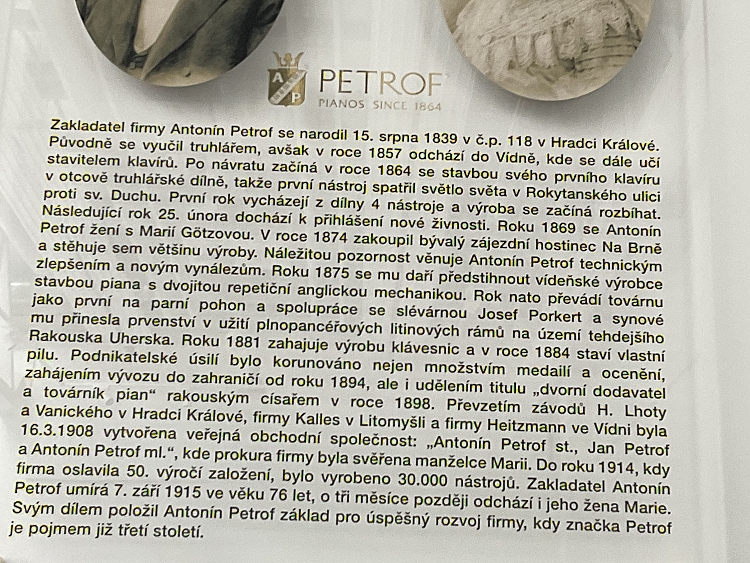 A
P
PETROF
PIANOS SINCE 1864
Zakladatel firmy Antonín Petrof se narodil 15. srpna 1839 v č.p. 118 v Hradci Králové.
Původně se vyučil truhlářem, avšak v roce 1857 odchází do Vídně, kde se dále učí
stavitelem klavírů. Po návratu začíná v roce 1864 se stavbou svého prvního klavíru
v otcově truhlářské dílně, takže první nástroj spatřil světlo světa v Rokytanského ulici
proti sv. Duchu. První rok vycházejí z dílny 4 nástroje a výroba se začíná rozbíhat.
Následující rok 25. února dochází k přihlášení nové živnosti. Roku 1869 se Antonín
Petrof žení s Marií Götzovou. V roce 1874 zakoupil bývalý zájezdní hostinec Na Brně
a stěhuje sem většinu výroby. Náležitou pozornost věnuje Antonín Petrof technickým
zlepšením a novým vynálezům. Roku 1875 se mu daří předstihnout vídeňské výrobce
stavbou piana s dvojitou repetiční anglickou mechanikou. Rok nato převádí továrnu
jako první na parní pohon a spolupráce se slévárnou Josef Porkert a synové
mu přinesla prvenství v užití plnopancéřových litinových rámů na území tehdejšího
Rakouska Uherska. Roku 1881 zahajuje výrobu klávesnic a v roce 1884 staví vlastní
pilu. Podnikatelské úsilí bylo korunováno nejen množstvím medailí a ocenění,
zahájením vývozu do zahraničí od roku 1894, ale i udělením titulu „dvorní dodavatel
a továrník pian“ rakouským císařem v roce 1898. Převzetím závodů H. Lhoty
a Vanického v Hradci Králové, firmy Kalles v Litomyšli a firmy Heitzmann ve Vídni byla
16.3.1908 vytvořena veřejná obchodní společnost: „Antonín Petrof st., Jan Petrof
a Antonín Petrof ml.“, kde prokura firmy byla svěřena manželce Marii. Do roku 1914, kdy
firma oslavila 50. výročí založení, bylo vyrobeno 30.000 nástrojů. Zakladatel Antonín
Petrof umírá 7. září 1915 ve věku 76 let, o tři měsíce později odchází i jeho žena Marie.
Svým dílem položil Antonín Petrof základ pro úspěšný rozvoj firmy, kdy značka Petrof
je pojmem již třetí století.